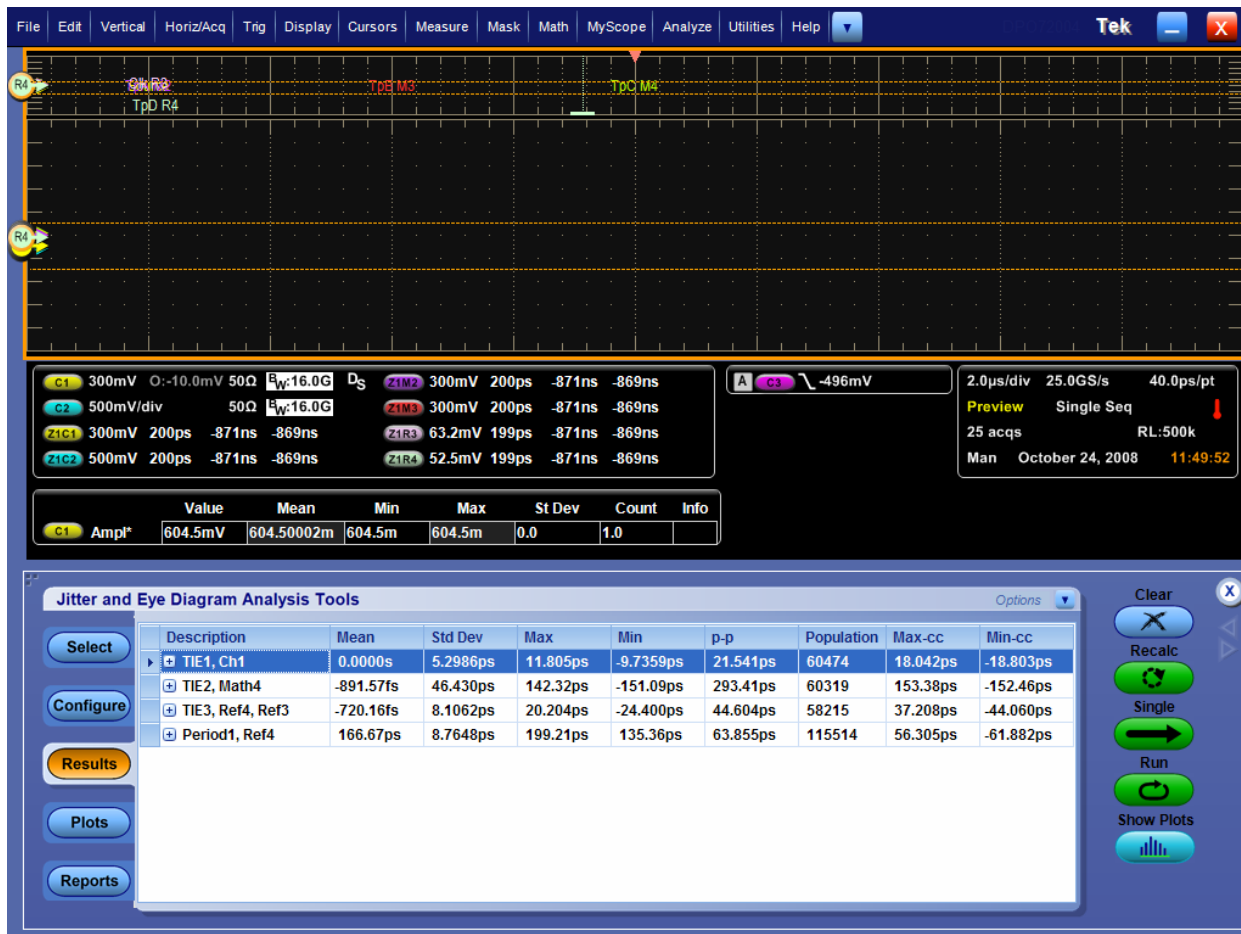 File Edit Vertical Horiz/Acq Trig Display Cursors Measure Mask Math MyScope Analyze Utilities Help Tek X
R4 TpB M3 TpC M4
TpD R4
R4
C1 300mV O:-10.0mV 50Ω BW:16.0G DS Z1M2 300mV 200ps -871ns -869ns A C3 -496mV 2.0µs/div 25.0GS/s 40.0ps/pt
C2 500mV/div 50Ω BW:16.0G Z1M3 300mV 200ps -871ns -869ns Preview Single Seq
Z1C1 300mV 200ps -871ns -869ns Z1R3 63.2mV 199ps -871ns -869ns 25 acqs RL:500k
Z1C2 500mV 200ps -871ns -869ns Z1R4 52.5mV 199ps -871ns -869ns Man October 24, 2008 11:49:52
Value Mean Min Max St Dev Count Info
C1 Ampl* 604.5mV 604.50002m 604.5m 604.5m 0.0 1.0
Jitter and Eye Diagram Analysis Tools Options
Select
Configure
Results
Plots
Reports
Description Mean Std Dev Max Min p-p Population Max-cc Min-cc
TIE1, Ch1 0.0000s 5.2986ps 11.805ps -9.7359ps 21.541ps 60474 18.042ps -18.803ps
TIE2, Math4 -891.57fs 46.430ps 142.32ps -151.09ps 293.41ps 60319 153.38ps -152.46ps
TIE3, Ref4, Ref3 -720.16fs 8.1062ps 20.204ps -24.400ps 44.604ps 58215 37.208ps -44.060ps
Period1, Ref4 166.67ps 8.7648ps 199.21ps 135.36ps 63.855ps 115514 56.305ps -61.882ps
Clear
Recalc
Single
Run
Show Plots
X